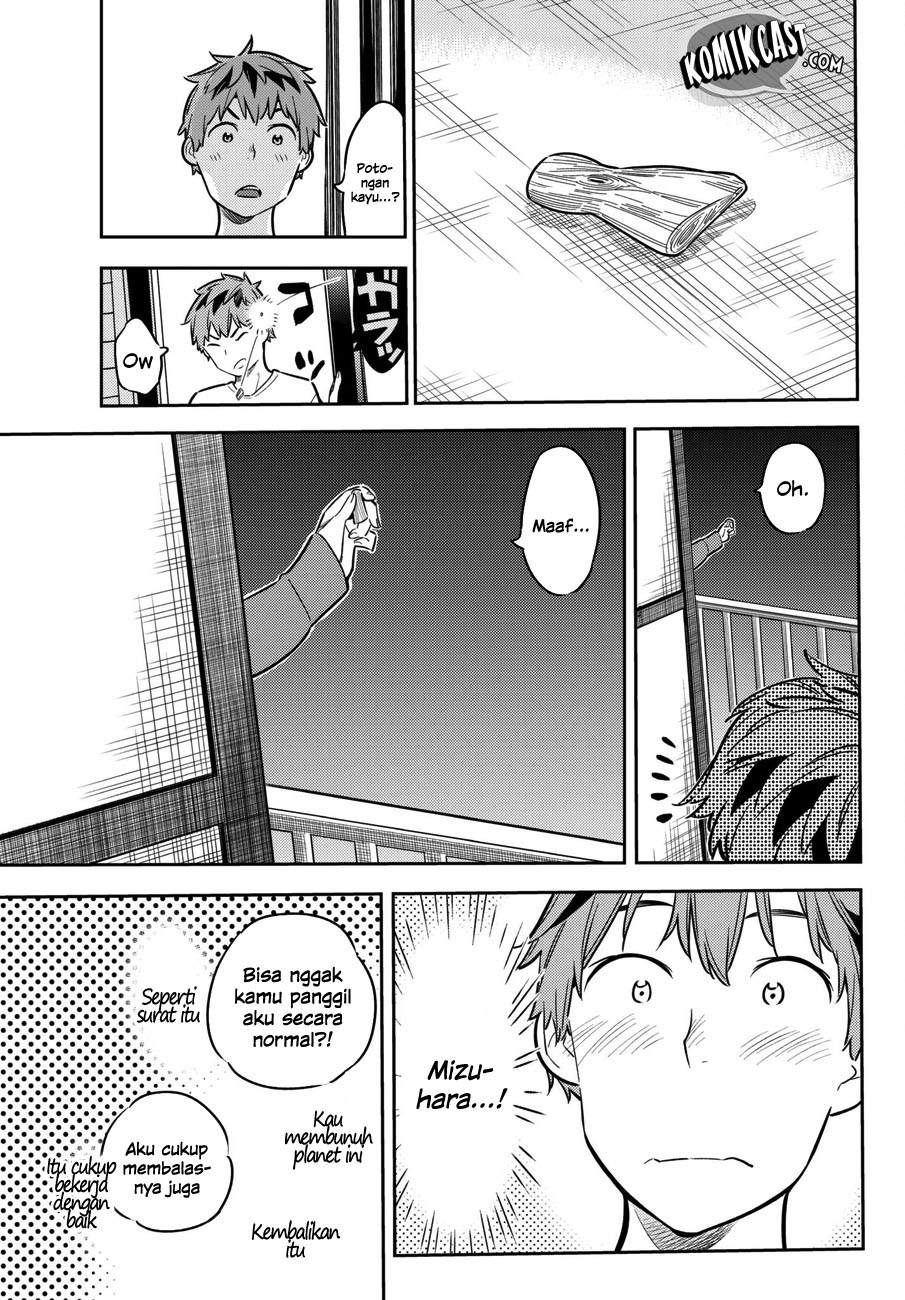 KOMIKCAST
.COM
Poto-
ngan
kayu...?
ガラッ
Ow
Oh.
Maaf...
Mizu-
hara...!
Bisa nggak
kamu panggil
aku secara
normal?!
Seperti
surat itu
Kau
membunuh
planet ini
Aku cukup
membalas-
nya juga
Itu cukup
bekerja
dengan
baik
Kembalikan
itu